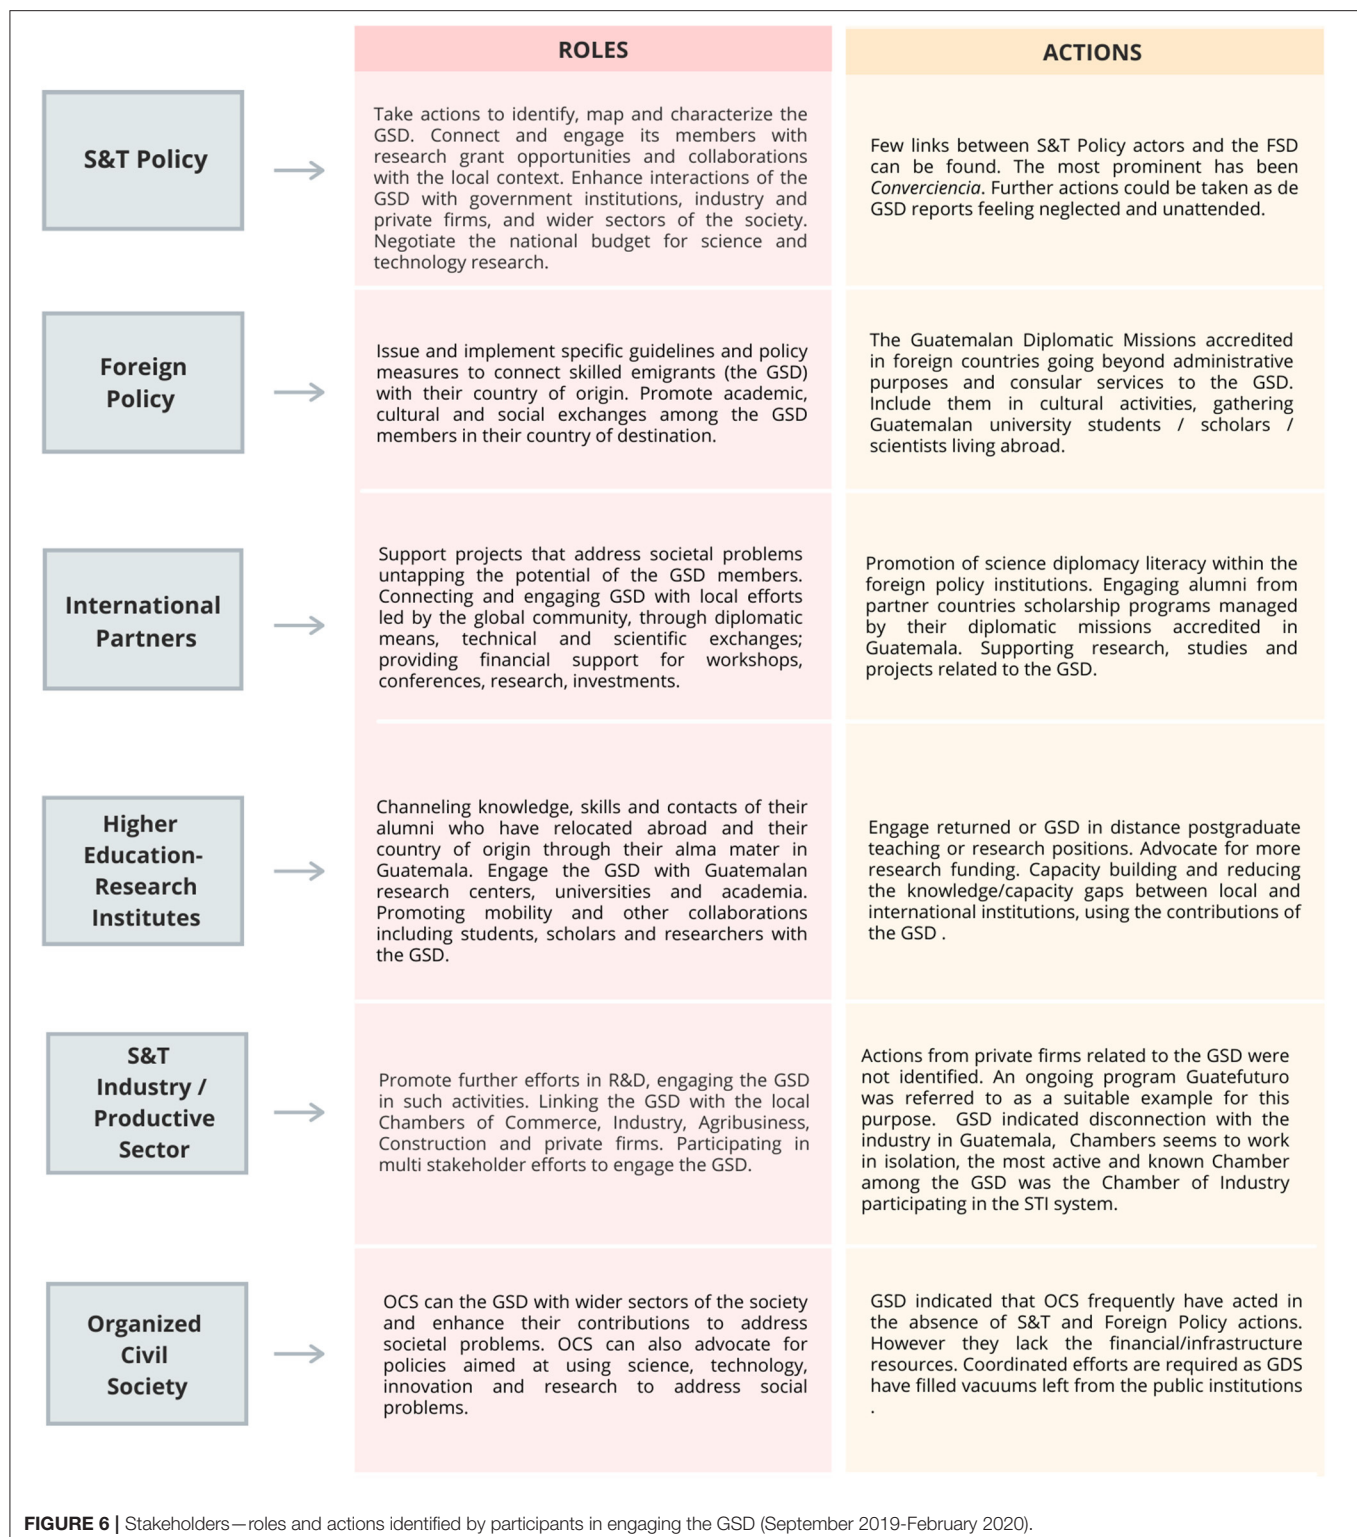 ROLES
ACTIONS
S&T Policy
Take actions to identify, map and characterize the
GSD. Connect and engage its members with
research grant opportunities and collaborations
with the local context. Enhance interactions of the
GSD with government institutions, industry and
private firms, and wider sectors of the society.
Negotiate the national budget for science and
technology research.
Few links between S&T Policy actors and the FSD
can be found. The most prominent has been
Converciencia. Further actions could be taken as de
GSD reports feeling neglected and unattended.
Foreign
Policy
Issue and implement specific guidelines and policy
measures to connect skilled emigrants (the GSD)
with their country of origin. Promote academic,
cultural and social exchanges among the GSD
members in their country of destination.
The Guatemalan Diplomatic Missions accredited
in foreign countries going beyond administrative
purposes and consular services to the GSD.
Include them in cultural activities, gathering
Guatemalan university students / scholars /
scientists living abroad.
International
Partners
Support projects that address societal problems
untapping the potential of the GSD members.
Connecting and engaging GSD with local efforts
led by the global community, through diplomatic
means, technical and scientific exchanges;
providing financial support for workshops,
conferences, research, investments.
Promotion of science diplomacy literacy within the
foreign policy institutions. Engaging alumni from
partner countries scholarship programs managed
by their diplomatic missions accredited in
Guatemala. Supporting research, studies and
projects related to the GSD.
Higher
Education-
Research
Institutes
Channeling knowledge, skills and contacts of their
alumni who have relocated abroad and their
country of origin through their alma mater in
Guatemala. Engage the GSD with Guatemalan
research centers, universities and academia.
Promoting mobility and other collaborations
including students, scholars and researchers with
the GSD.
Engage returned or GSD in distance postgraduate
teaching or research positions. Advocate for more
research funding. Capacity building and reducing
the knowledge/capacity gaps between local and
international institutions, using the contributions of
the GSD .
S&T
Industry /
Productive
Sector
Promote further efforts in R&D, engaging the GSD
in such activities. Linking the GSD with the local
Chambers of Commerce, Industry, Agribusiness,
Construction and private firms. Participating in
multi stakeholder efforts to engage the GSD.
Actions from private firms related to the GSD were
not identified. An ongoing program Guatefuturo
was referred to as a suitable example for this
purpose. GSD indicated disconnection with the
industry in Guatemala, Chambers seems to work
in isolation, the most active and known Chamber
among the GSD was the Chamber of Industry
participating in the STI system.
Organized
Civil
Society
OCS can the GSD with wider sectors of the society
and enhance their contributions to address
societal problems. OCS can also advocate for
policies aimed at using science, technology,
innovation and research to address social
problems.
GSD indicated that OCS frequently have acted in
the absence of S&T and Foreign Policy actions.
However they lack the financial/infrastructure
resources. Coordinated efforts are required as GDS
have filled vacuums left from the public institutions
.
FIGURE 6 | Stakeholders—roles and actions identified by participants in engaging the GSD (September 2019-February 2020).